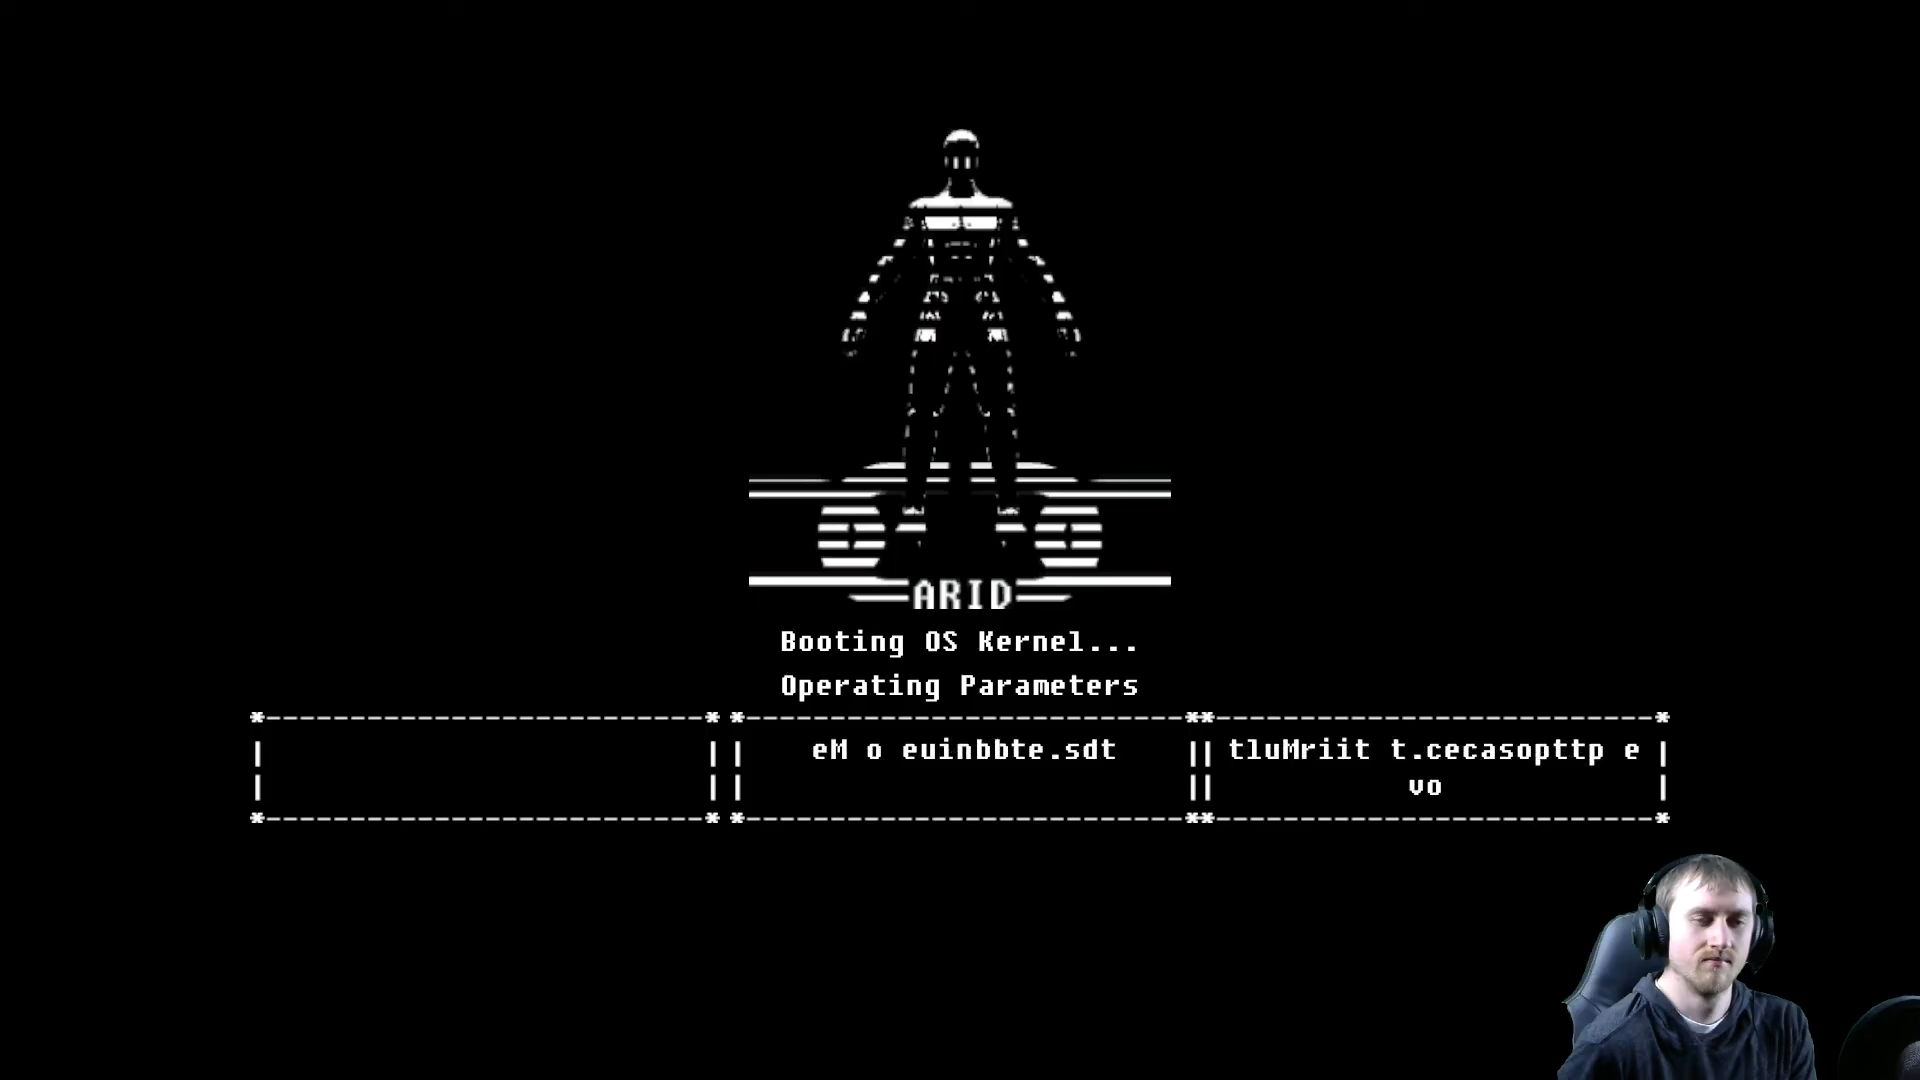 ARID
Booting OS Kernel...
Operating Parameters
eM o euinbbte.sdt
tluMriit t.cecasopttp e
vo